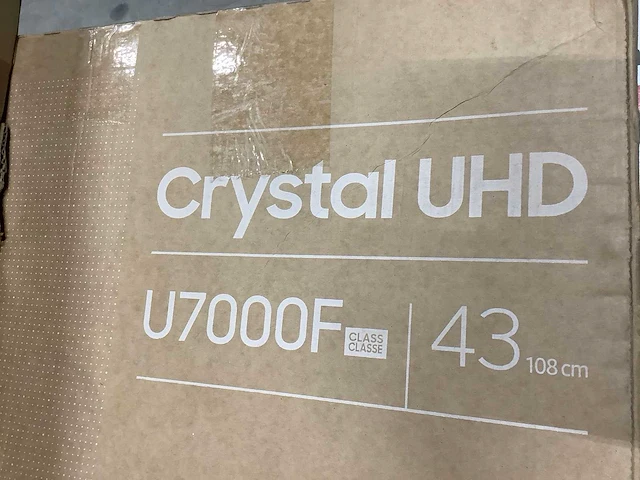 Crystal UHD
U7000F CLASS CLASSE 43 108 cm